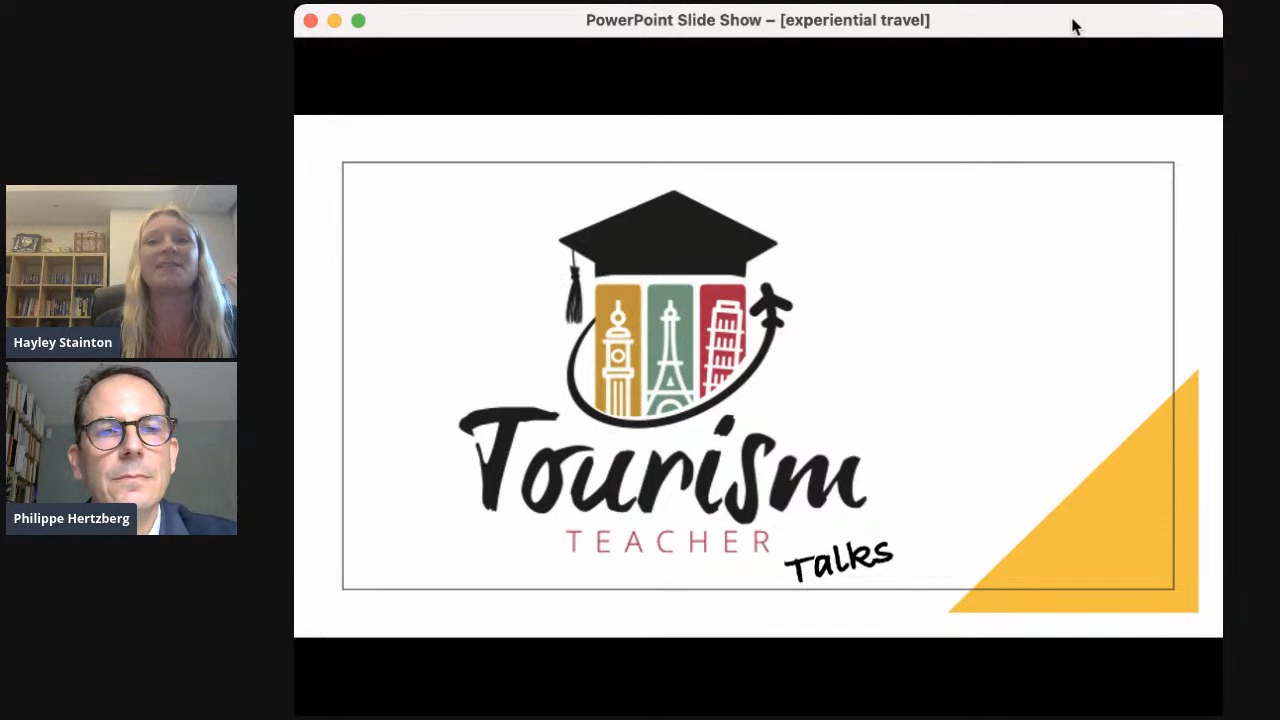 PowerPoint Slide Show – [experiential travel]
Hayley Stainton
Philippe Hertzberg
Tourism
TEACHER
Talks